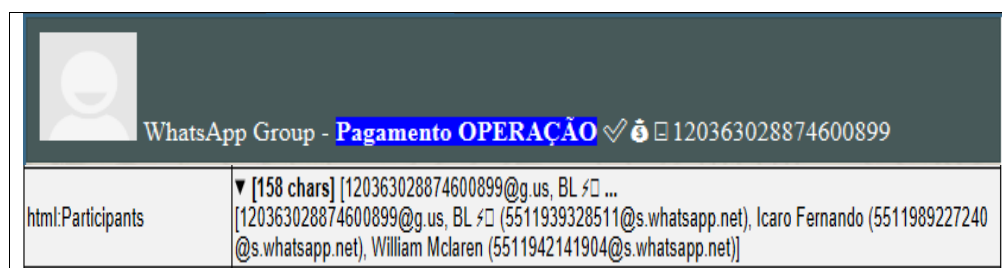 WhatsApp Group - Pagamento OPERAÇÃO ✅💰120363028874600899
▼ [158 chars] [120363028874600899@g.us, BL ⚡ ...
html:Participants
[120363028874600899@g.us, BL ⚡ (5511939328511@s.whatsapp.net), Icaro Fernando (5511989227240
@s.whatsapp.net), William Mclaren (5511942141904@s.whatsapp.net)]